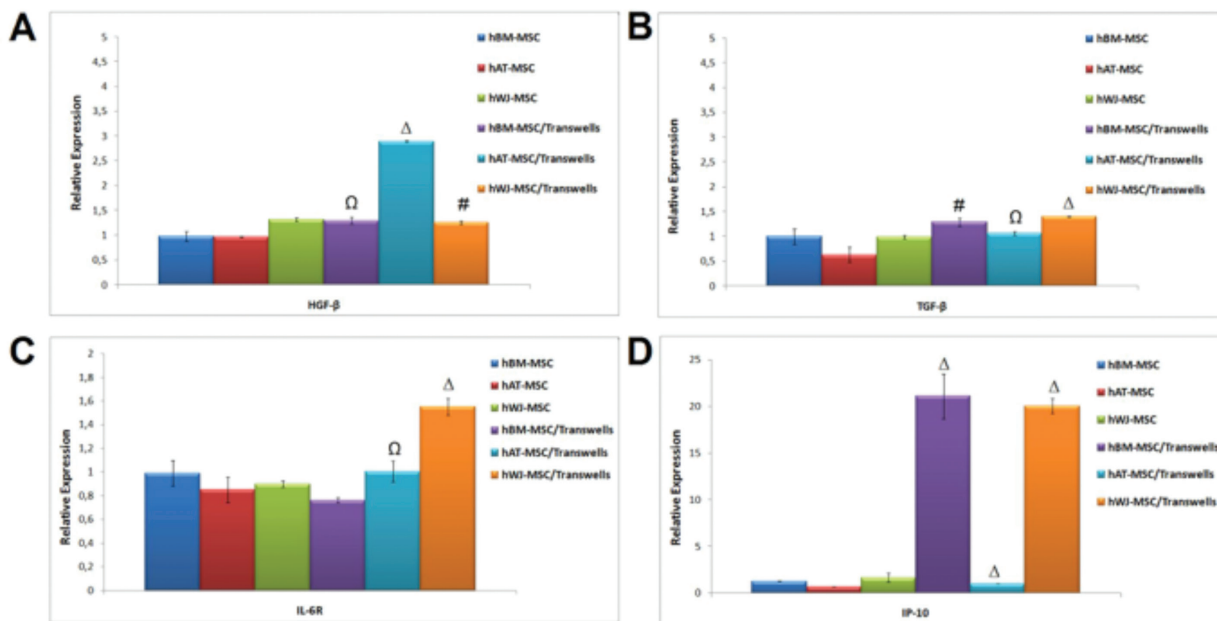 A
Relative Expression
5
4,5
4
3,5
3
2,5
2
1,5
1
0,5
0
Ω
Δ
#
HGF-β
hBM-MSC
hAT-MSC
hWJ-MSC
hBM-MSC/Transwells
hAT-MSC/Transwells
hWJ-MSC/Transwells
B
Relative Expression
5
4,5
4
3,5
3
2,5
2
1,5
1
0,5
0
#
Ω
Δ
TGF-β
hBM-MSC
hAT-MSC
hWJ-MSC
hBM-MSC/Transwells
hAT-MSC/Transwells
hWJ-MSC/Transwells
C
Relative Expression
2
1,8
1,6
1,4
1,2
1
0,8
0,6
0,4
0,2
0
Ω
Δ
IL-6R
hBM-MSC
hAT-MSC
hWJ-MSC
hBM-MSC/Transwells
hAT-MSC/Transwells
hWJ-MSC/Transwells
D
Relative Expression
25
20
15
10
5
0
Δ
Δ
Δ
IP-10
hBM-MSC
hAT-MSC
hWJ-MSC
hBM-MSC/Transwells
hAT-MSC/Transwells
hWJ-MSC/Transwells